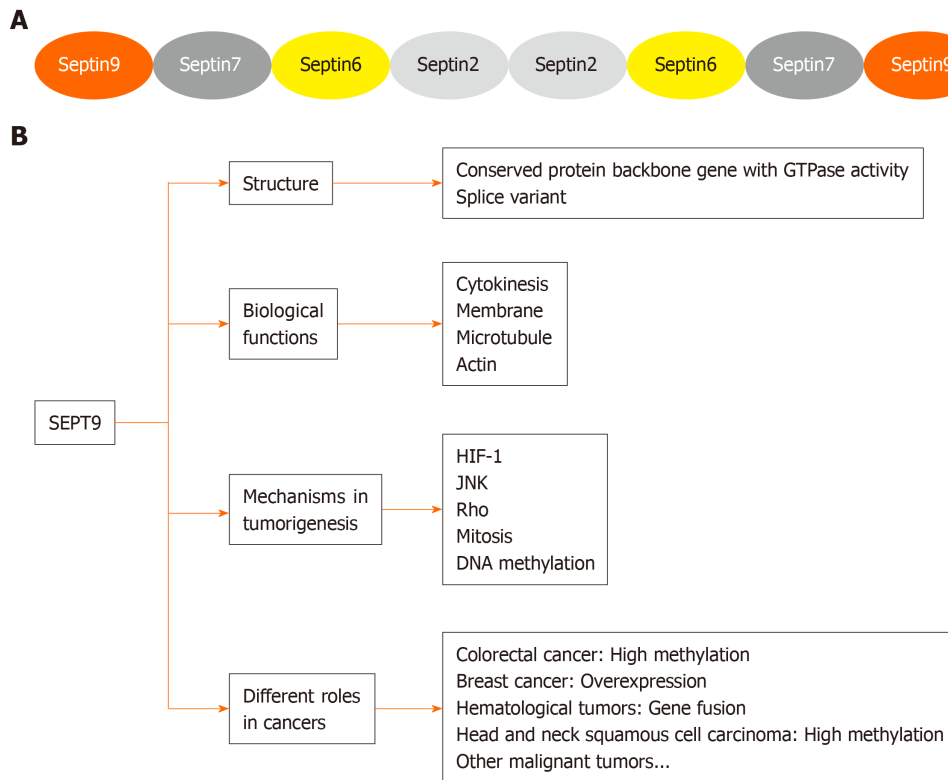 A
Septin9 Septin7 Septin6 Septin2 Septin2 Septin6 Septin7 Septin9
B
Structure
Conserved protein backbone gene with GTPase activity
Splice variant
Biological
functions
Cytokinesis
Membrane
Microtubule
Actin
SEPT9
Mechanisms in
tumorigenesis
HIF-1
JNK
Rho
Mitosis
DNA methylation
Different roles
in cancers
Colorectal cancer: High methylation
Breast cancer: Overexpression
Hematological tumors: Gene fusion
Head and neck squamous cell carcinoma: High methylation
Other malignant tumors...